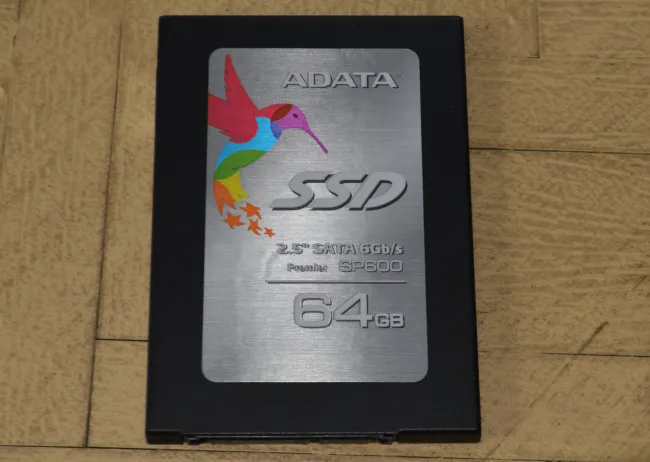 ADATA
SSD
2.5" SATA 6Gb/s
Premier SP600
64GB